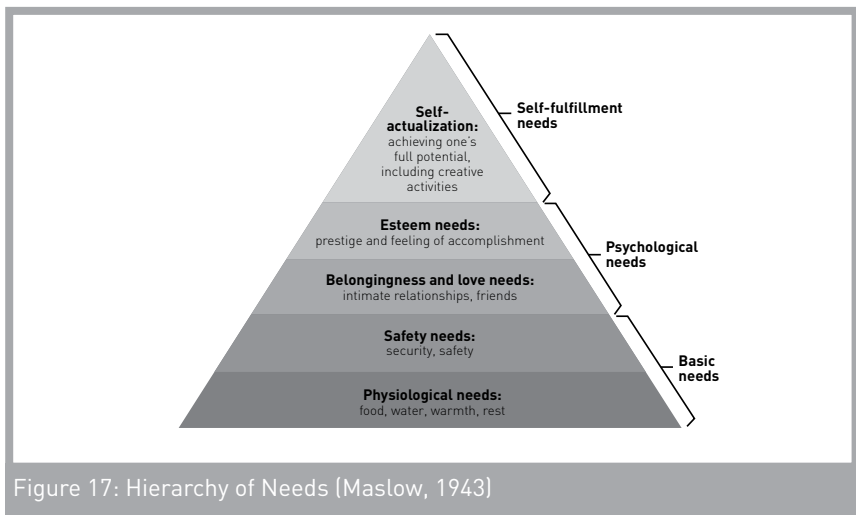 Self-
actualization:
achieving one's
full potential,
including creative
activities
Self-fulfillment
needs
Esteem needs:
prestige and feeling of accomplishment
Psychological
needs
Belongingness and love needs:
intimate relationships, friends
Safety needs:
security, safety
Basic
needs
Physiological needs:
food, water, warmth, rest
Figure 17: Hierarchy of Needs (Maslow, 1943)